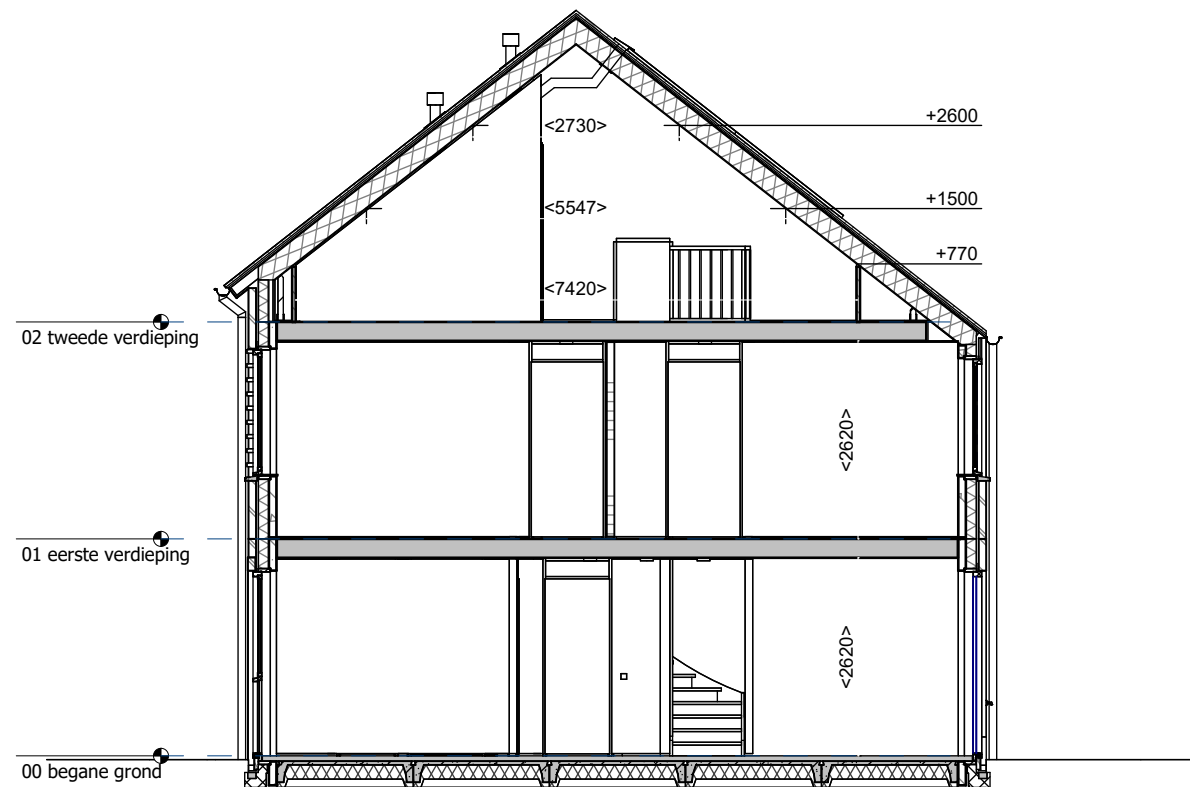 +2600
<2730>
+1500
<5547>
+770
<7420>
02 tweede verdieping
<2620>
01 eerste verdieping
<2620>
00 begane grond